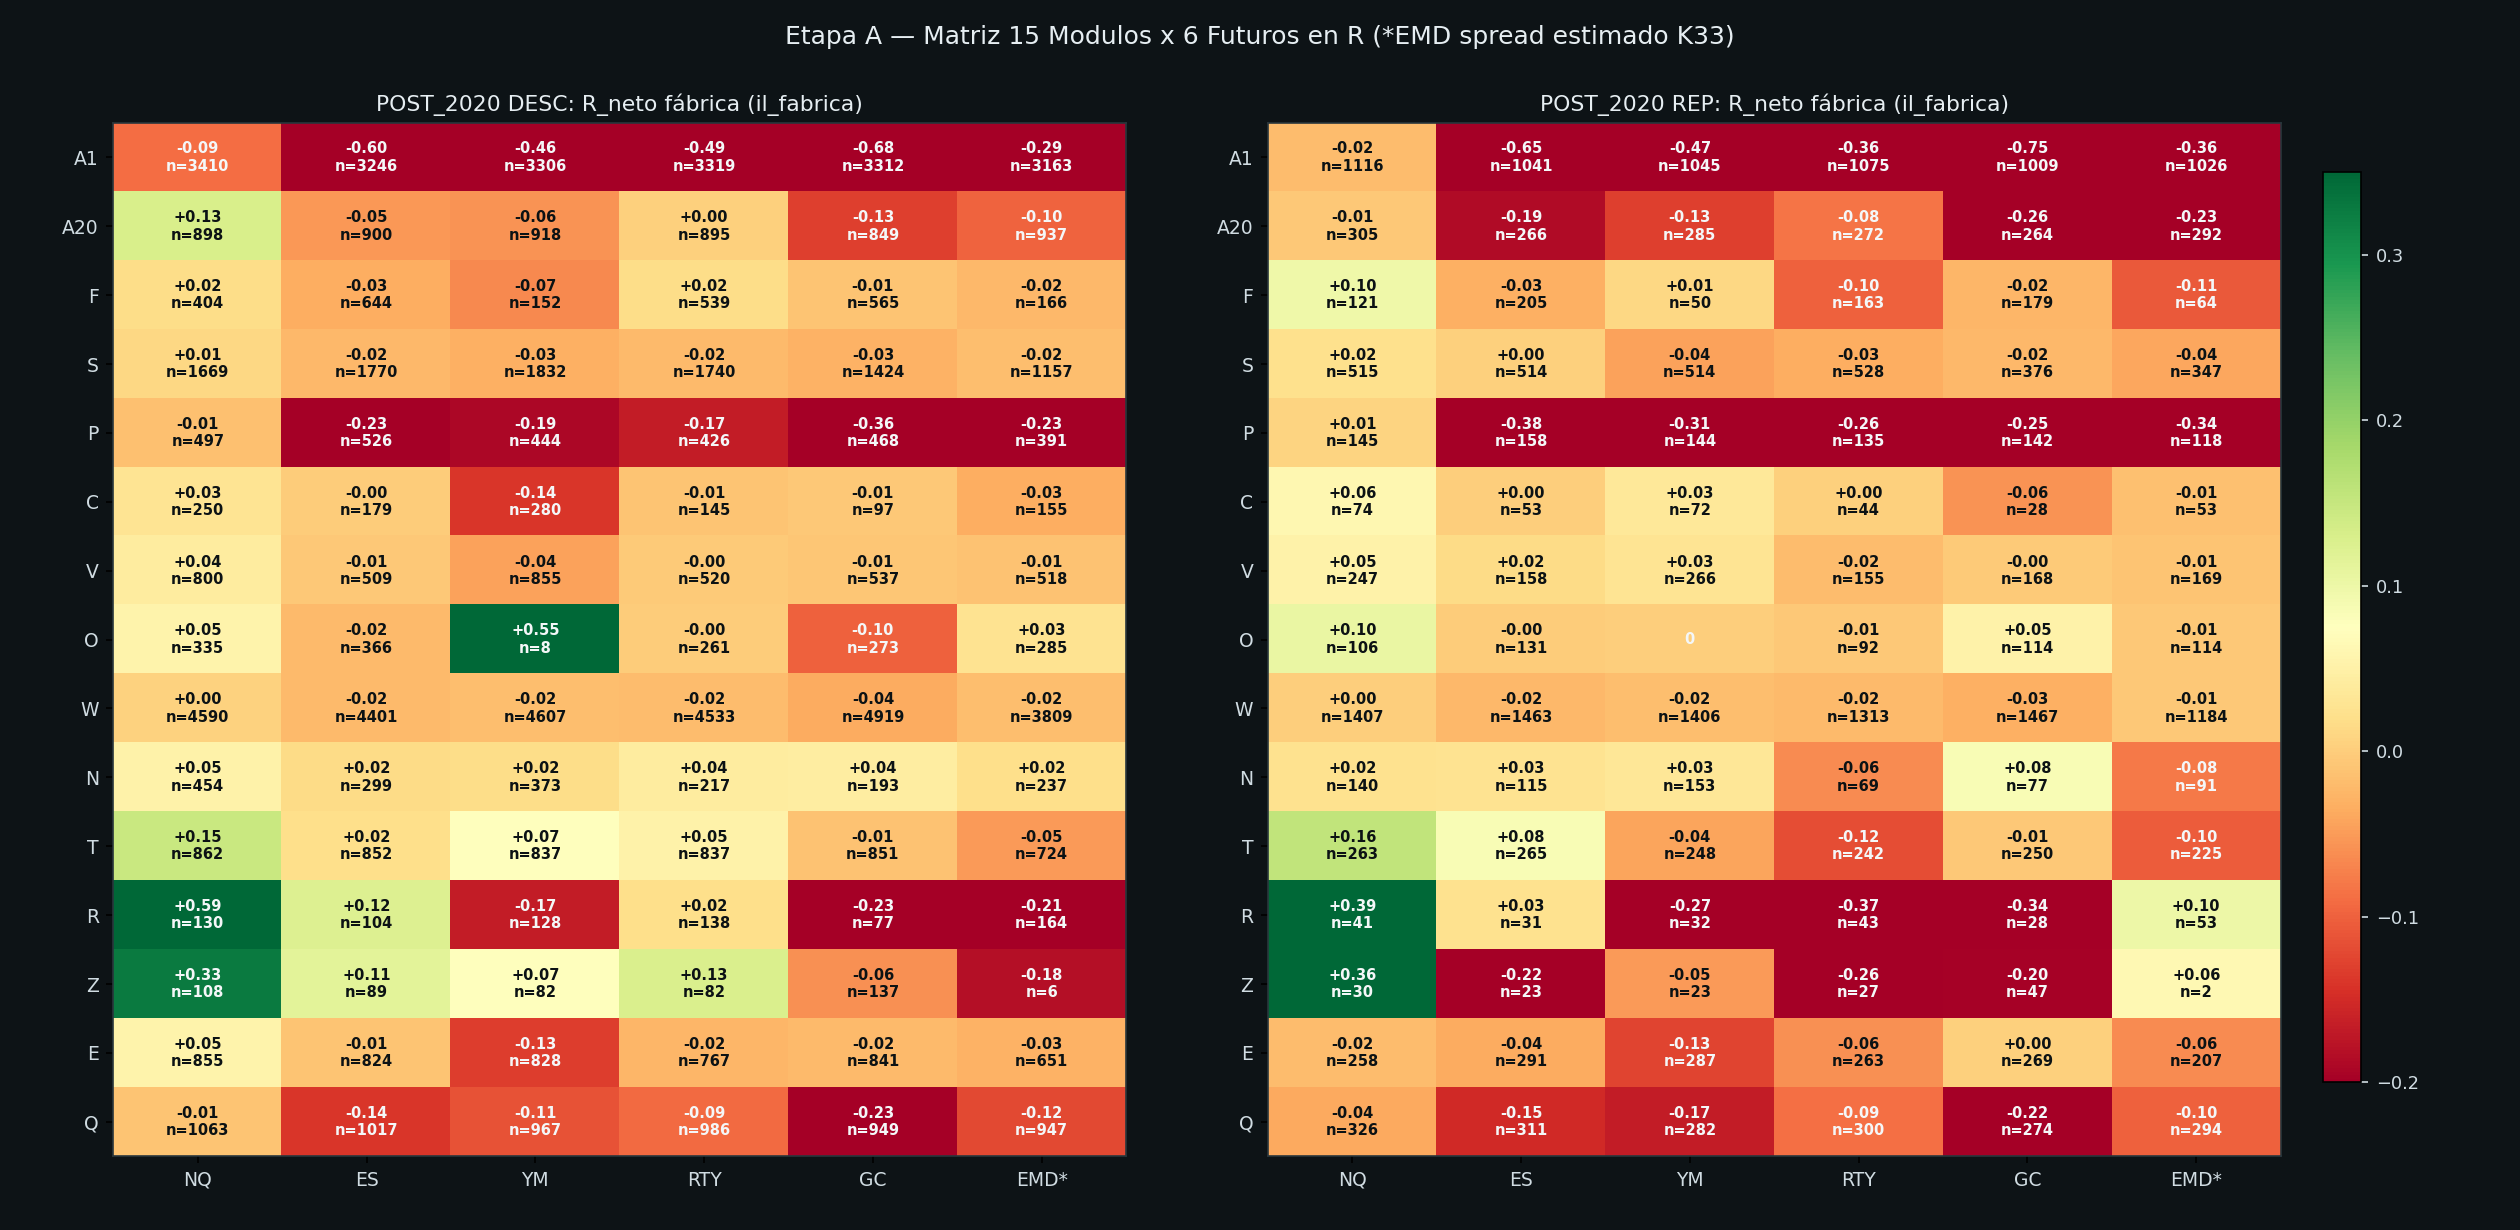 Etapa A — Matriz 15 Modulos x 6 Futuros en R (*EMD spread estimado K33)
POST_2020 DESC: R_neto fábrica (il_fabrica)
A1
-0.09 -0.60 -0.46 -0.49 -0.68 -0.29
n=3410 n=3246 n=3306 n=3319 n=3312 n=3163
A20
+0.13 -0.05 -0.06 +0.00 -0.13 -0.10
n=898 n=900 n=918 n=895 n=849 n=937
F
+0.02 -0.03 -0.07 +0.02 -0.01 -0.02
n=404 n=644 n=152 n=539 n=565 n=166
S
+0.01 -0.02 -0.03 -0.02 -0.03 -0.02
n=1669 n=1770 n=1832 n=1740 n=1424 n=1157
P
-0.01 -0.23 -0.19 -0.17 -0.36 -0.23
n=497 n=526 n=444 n=426 n=468 n=391
C
+0.03 -0.00 -0.14 -0.01 -0.01 -0.03
n=250 n=179 n=280 n=145 n=97 n=155
V
+0.04 -0.01 -0.04 -0.00 -0.01 -0.01
n=800 n=509 n=855 n=520 n=537 n=518
O
+0.05 -0.02 +0.55 -0.00 -0.10 +0.03
n=335 n=366 n=8 n=261 n=273 n=285
W
+0.00 -0.02 -0.02 -0.02 -0.04 -0.02
n=4590 n=4401 n=4607 n=4533 n=4919 n=3809
N
+0.05 +0.02 +0.02 +0.04 +0.04 +0.02
n=454 n=299 n=373 n=217 n=193 n=237
T
+0.15 +0.02 +0.07 +0.05 -0.01 -0.05
n=862 n=852 n=837 n=837 n=851 n=724
R
+0.59 +0.12 -0.17 +0.02 -0.23 -0.21
n=130 n=104 n=128 n=138 n=77 n=164
Z
+0.33 +0.11 +0.07 +0.13 -0.06 -0.18
n=108 n=89 n=82 n=82 n=137 n=6
E
+0.05 -0.01 -0.13 -0.02 -0.02 -0.03
n=855 n=824 n=828 n=767 n=841 n=651
Q
-0.01 -0.14 -0.11 -0.09 -0.23 -0.12
n=1063 n=1017 n=967 n=986 n=949 n=947
NQ ES YM RTY GC EMD*
POST_2020 REP: R_neto fábrica (il_fabrica)
A1
-0.02 -0.65 -0.47 -0.36 -0.75 -0.36
n=1116 n=1041 n=1045 n=1075 n=1009 n=1026
A20
-0.01 -0.19 -0.13 -0.08 -0.26 -0.23
n=305 n=266 n=285 n=272 n=264 n=292
F
+0.10 -0.03 +0.01 -0.10 -0.02 -0.11
n=121 n=205 n=50 n=163 n=179 n=64
S
+0.02 +0.00 -0.04 -0.03 -0.02 -0.04
n=515 n=514 n=514 n=528 n=376 n=347
P
+0.01 -0.38 -0.31 -0.26 -0.25 -0.34
n=145 n=158 n=144 n=135 n=142 n=118
C
+0.06 +0.00 +0.03 +0.00 -0.06 -0.01
n=74 n=53 n=72 n=44 n=28 n=53
V
+0.05 +0.02 +0.03 -0.02 -0.00 -0.01
n=247 n=158 n=266 n=155 n=168 n=169
O
+0.10 -0.00 0 -0.01 +0.05 -0.01
n=106 n=131 n=92 n=114 n=114
W
+0.00 -0.02 -0.02 -0.02 -0.03 -0.01
n=1407 n=1463 n=1406 n=1313 n=1467 n=1184
N
+0.02 +0.03 +0.03 -0.06 +0.08 -0.08
n=140 n=115 n=153 n=69 n=77 n=91
T
+0.16 +0.08 -0.04 -0.12 -0.01 -0.10
n=263 n=265 n=248 n=242 n=250 n=225
R
+0.39 +0.03 -0.27 -0.37 -0.34 +0.10
n=41 n=31 n=32 n=43 n=28 n=53
Z
+0.36 -0.22 -0.05 -0.26 -0.20 +0.06
n=30 n=23 n=23 n=27 n=47 n=2
E
-0.02 -0.04 -0.13 -0.06 +0.00 -0.06
n=258 n=291 n=287 n=263 n=269 n=207
Q
-0.04 -0.15 -0.17 -0.09 -0.22 -0.10
n=326 n=311 n=282 n=300 n=274 n=294
NQ ES YM RTY GC EMD*
0.3
0.2
0.1
0.0
−0.1
−0.2